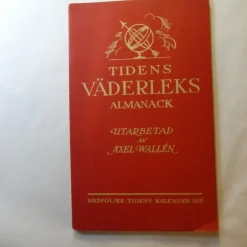 TIDENS
VÄDERLEKS
ALMANACK
UTARBETAD
AV
AXEL WALLÉN
MEDFÖLJER TIDENS KALENDER 1931